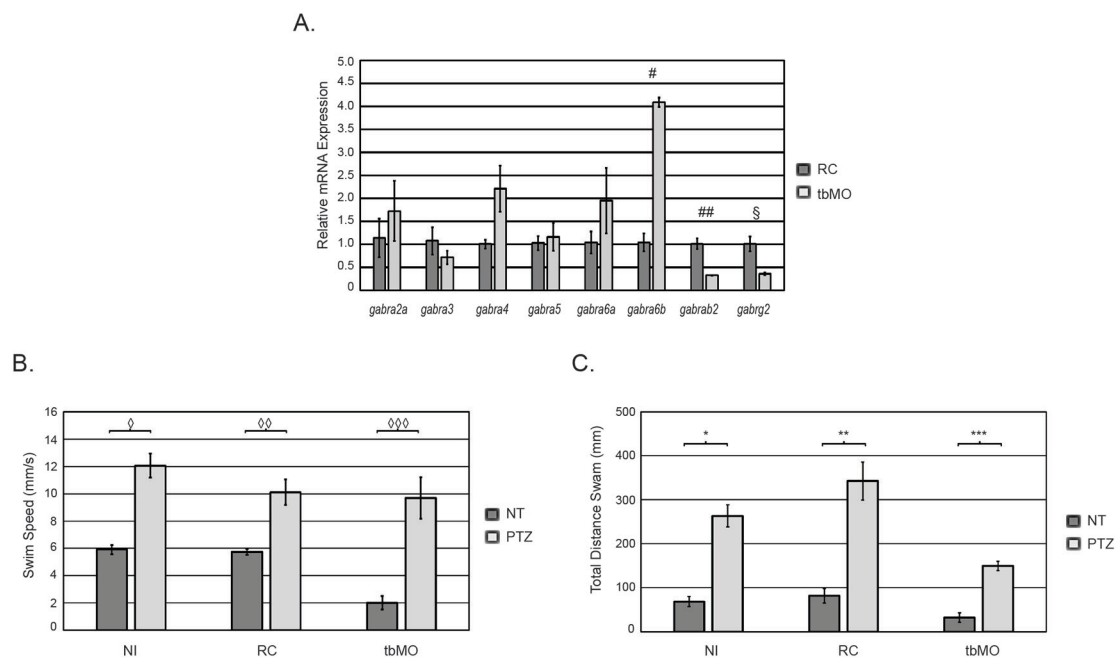 A.
Relative mRNA Expression
5.0
4.5
4.0
3.5
3.0
2.5
2.0
1.5
1.0
0.5
0
#
##
§
RC
tbMO
gabra2a gabra3 gabra4 gabra5 gabra6a gabra6b gabrab2 gabrg2
B.
Swim Speed (mm/s)
16
14
12
10
8
6
4
2
0
◊ ◊◊ ◊◊◊
NT
PTZ
NI RC tbMO
C.
Total Distance Swam (mm)
500
400
300
200
100
0
* ** ***
NT
PTZ
NI RC tbMO